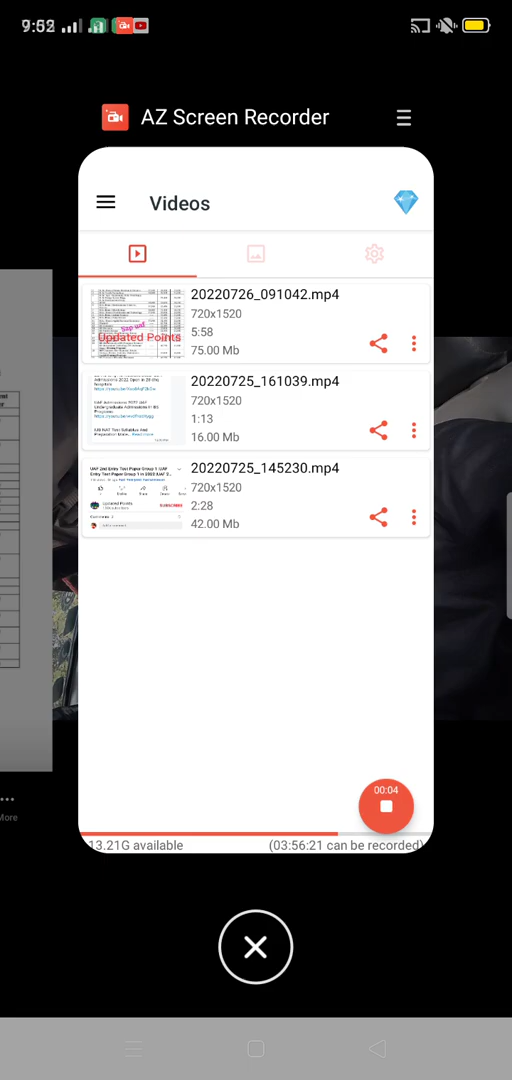 AZ Screen Recorder
Videos
20220726_091042.mp4
720x1520
5:58
75.00 Mb
Updated Points
20220725_161039.mp4
720x1520
1:13
16.00 Mb
20220725_145230.mp4
720x1520
2:28
42.00 Mb
00:04
13.21G available
(03:56:21 can be recorded)
More